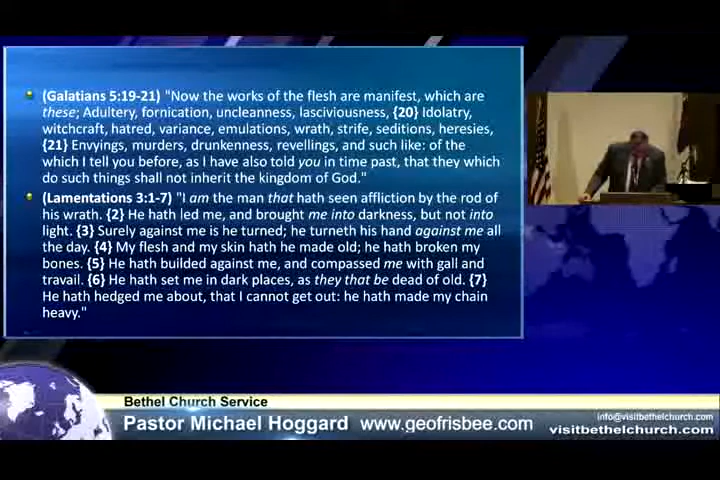 (Galatians 5:19-21) "Now the works of the flesh are manifest, which are
these; Adultery, fornication, uncleanness, lasciviousness, {20} Idolatry,
witchcraft, hatred, variance, emulations, wrath, strife, seditions, heresies,
{21} Envyings, murders, drunkenness, revellings, and such like: of the
which I tell you before, as I have also told you in time past, that they which
do such things shall not inherit the kingdom of God."
(Lamentations 3:1-7) "I am the man that hath seen affliction by the rod of
his wrath. {2} He hath led me, and brought me into darkness, but not into
light. {3} Surely against me is he turned; he turneth his hand against me all
the day. {4} My flesh and my skin hath he made old; he hath broken my
bones. {5} He hath builded against me, and compassed me with gall and
travail. {6} He hath set me in dark places, as they that be dead of old. {7}
He hath hedged me about, that I cannot get out: he hath made my chain
heavy."
Bethel Church Service
Pastor Michael Hoggard www.geofrisbee.com
info@visitbethelchurch.com
visitbethelchurch.com